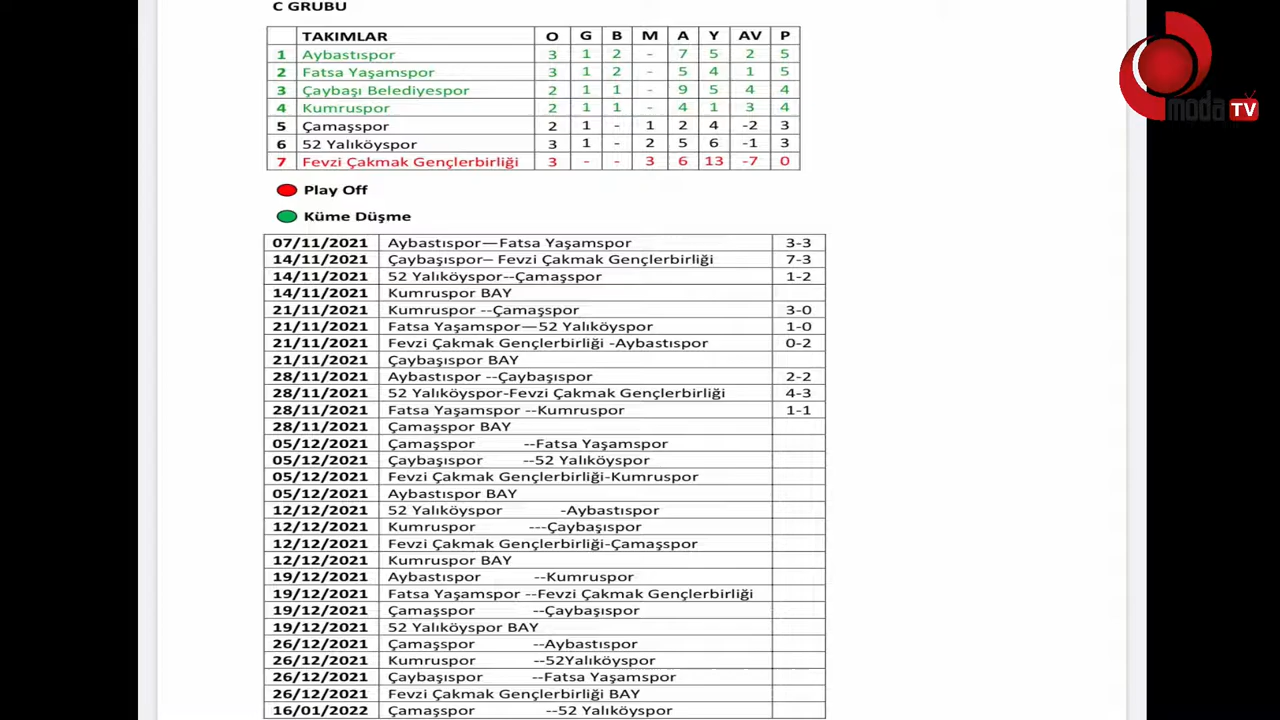 C GRUBU
TAKIMLAR O G B M A Y AV P
1 Aybastıspor 3 1 2 - 7 5 2 5
2 Fatsa Yaşamspor 3 1 2 - 5 4 1 5
3 Çaybaşı Belediyespor 2 1 1 - 9 5 4 4
4 Kumruspor 2 1 1 - 4 1 3 4
5 Çamaşspor 2 1 - 1 2 4 -2 3
6 52 Yalıköyspor 3 1 - 2 5 6 -1 3
7 Fevzi Çakmak Gençlerbirliği 3 - - 3 6 13 -7 0
Play Off
Küme Düşme
07/11/2021 Aybastıspor—Fatsa Yaşamspor 3-3
14/11/2021 Çaybaşıspor– Fevzi Çakmak Gençlerbirliği 7-3
14/11/2021 52 Yalıköyspor--Çamaşspor 1-2
14/11/2021 Kumruspor BAY
21/11/2021 Kumruspor --Çamaşspor 3-0
21/11/2021 Fatsa Yaşamspor—52 Yalıköyspor 1-0
21/11/2021 Fevzi Çakmak Gençlerbirliği -Aybastıspor 0-2
21/11/2021 Çaybaşıspor BAY
28/11/2021 Aybastıspor --Çaybaşıspor 2-2
28/11/2021 52 Yalıköyspor-Fevzi Çakmak Gençlerbirliği 4-3
28/11/2021 Fatsa Yaşamspor --Kumruspor 1-1
28/11/2021 Çamaşspor BAY
05/12/2021 Çamaşspor --Fatsa Yaşamspor
05/12/2021 Çaybaşıspor --52 Yalıköyspor
05/12/2021 Fevzi Çakmak Gençlerbirliği-Kumruspor
05/12/2021 Aybastıspor BAY
12/12/2021 52 Yalıköyspor -Aybastıspor
12/12/2021 Kumruspor ---Çaybaşıspor
12/12/2021 Fevzi Çakmak Gençlerbirliği-Çamaşspor
12/12/2021 Kumruspor BAY
19/12/2021 Aybastıspor --Kumruspor
19/12/2021 Fatsa Yaşamspor --Fevzi Çakmak Gençlerbirliği
19/12/2021 Çamaşspor --Çaybaşıspor
19/12/2021 52 Yalıköyspor BAY
26/12/2021 Çamaşspor --Aybastıspor
26/12/2021 Kumruspor --52Yalıköyspor
26/12/2021 Çaybaşıspor --Fatsa Yaşamspor
26/12/2021 Fevzi Çakmak Gençlerbirliği BAY
16/01/2022 Çamaşspor --52 Yalıköyspor
moda TV